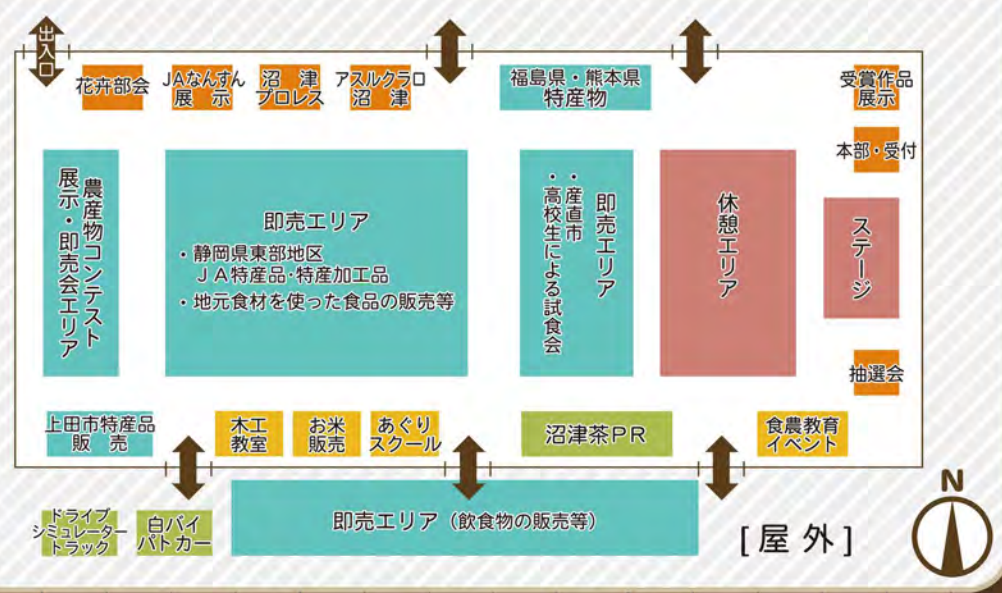 出入口
花卉部会
JAなんすん
展示
沼津
プロレス
アスルクラロ
沼津
福島県・熊本県
特産物
受賞作品
展示
本部・受付
農産物コンテスト
展示・即売会エリア
即売エリア
・静岡県東部地区
ＪＡ特産品・特産加工品
・地元食材を使った食品の販売等
即売エリア
・産直市
・高校生による試食会
休憩エリア
ステージ
抽選会
上田市特産品
販売
木工
教室
お米
販売
あぐり
スクール
沼津茶ＰＲ
食農教育
イベント
ドライブ
シミュレーター
トラック
白バイ
パトカー
即売エリア（飲食物の販売等）
［屋外］
N